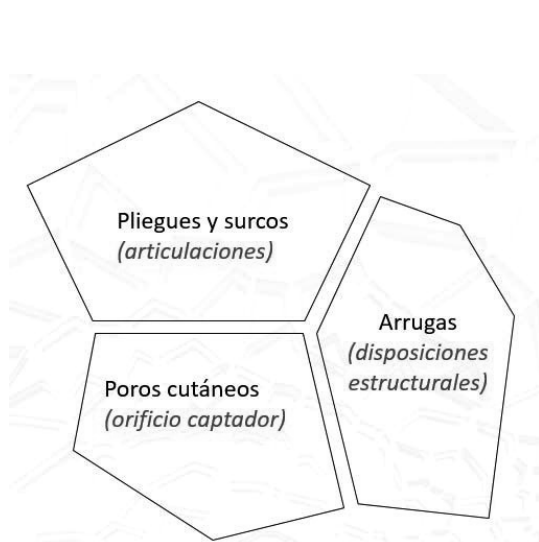 Pliegues y surcos
(articulaciones)
Arrugas
(disposiciones
estructurales)
Poros cutáneos
(orificio captador)